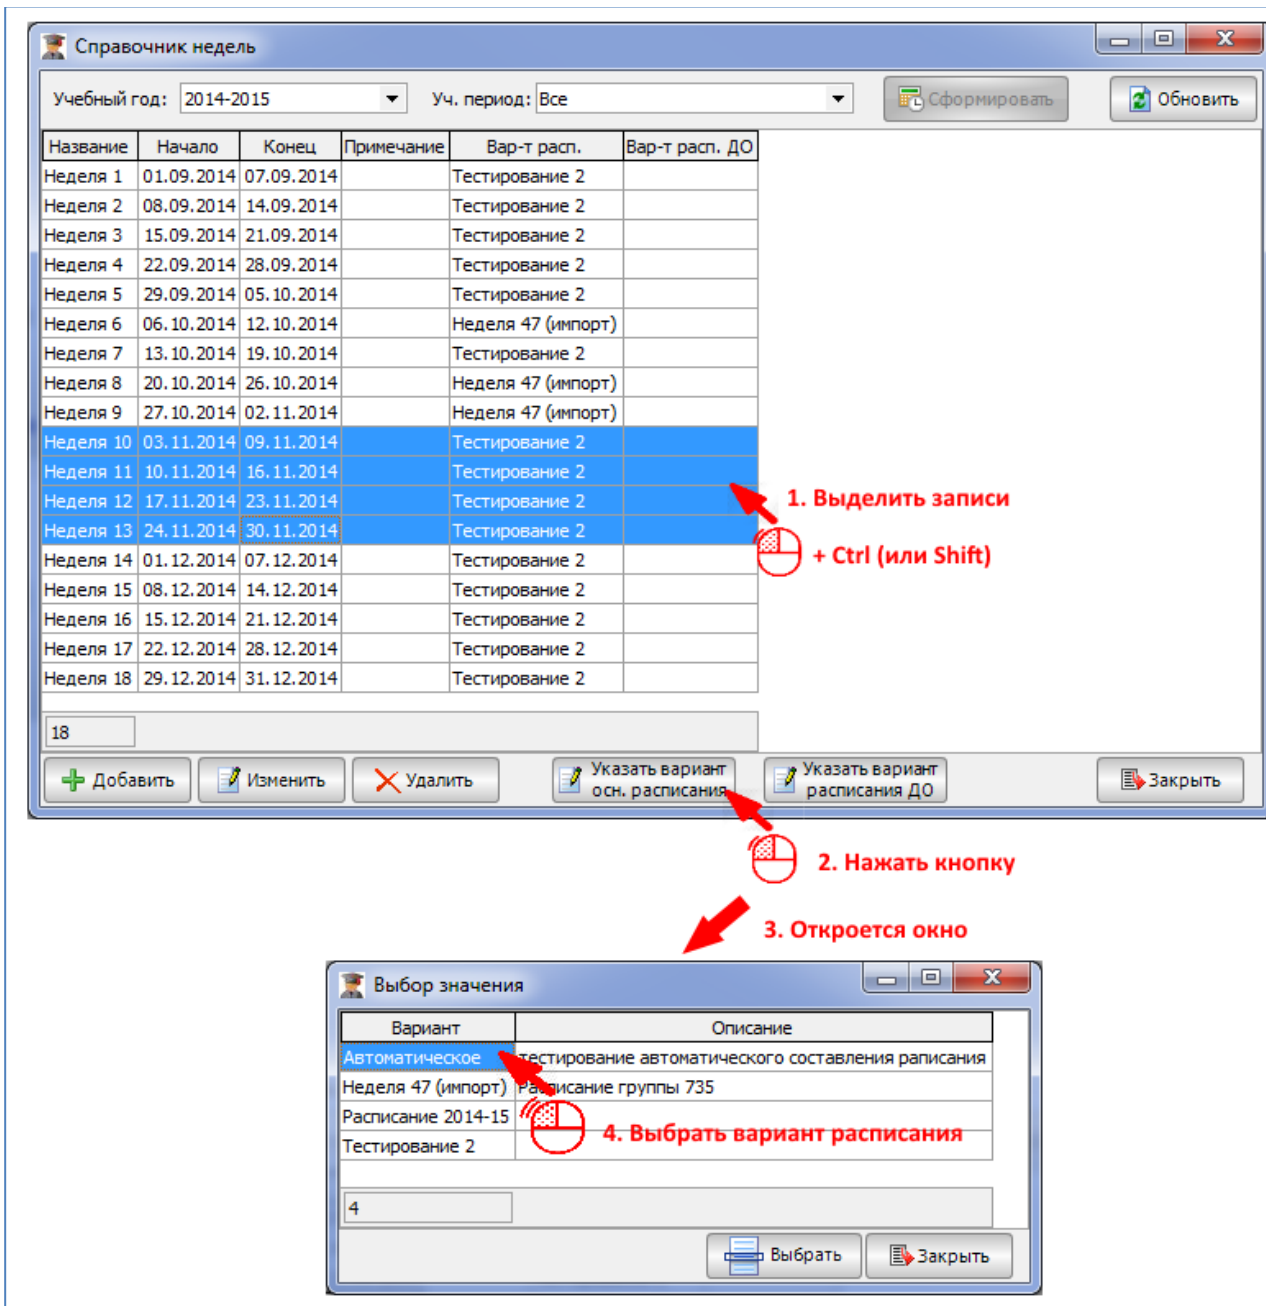 Справочник недель
Учебный год: 2014-2015 Уч. период: Все Сформировать Обновить
Название Начало Конец Примечание Вар-т расп. Вар-т расп. ДО
Неделя 1 01.09.2014 07.09.2014 Тестирование 2
Неделя 2 08.09.2014 14.09.2014 Тестирование 2
Неделя 3 15.09.2014 21.09.2014 Тестирование 2
Неделя 4 22.09.2014 28.09.2014 Тестирование 2
Неделя 5 29.09.2014 05.10.2014 Тестирование 2
Неделя 6 06.10.2014 12.10.2014 Неделя 47 (импорт)
Неделя 7 13.10.2014 19.10.2014 Тестирование 2
Неделя 8 20.10.2014 26.10.2014 Неделя 47 (импорт)
Неделя 9 27.10.2014 02.11.2014 Неделя 47 (импорт)
Неделя 10 03.11.2014 09.11.2014 Тестирование 2
Неделя 11 10.11.2014 16.11.2014 Тестирование 2
Неделя 12 17.11.2014 23.11.2014 Тестирование 2
Неделя 13 24.11.2014 30.11.2014 Тестирование 2
Неделя 14 01.12.2014 07.12.2014 Тестирование 2
Неделя 15 08.12.2014 14.12.2014 Тестирование 2
Неделя 16 15.12.2014 21.12.2014 Тестирование 2
Неделя 17 22.12.2014 28.12.2014 Тестирование 2
Неделя 18 29.12.2014 31.12.2014 Тестирование 2
1. Выделить записи
+ Ctrl (или Shift)
18
Добавить Изменить Удалить
Указать вариант
осн. расписания
Указать вариант
расписания ДО
Закрыть
2. Нажать кнопку
3. Откроется окно
Выбор значения
Вариант Описание
Автоматическое тестирование автоматического составления раписания
Неделя 47 (импорт) Расписание группы 735
Расписание 2014-15
Тестирование 2
4. Выбрать вариант расписания
4
Выбрать Закрыть